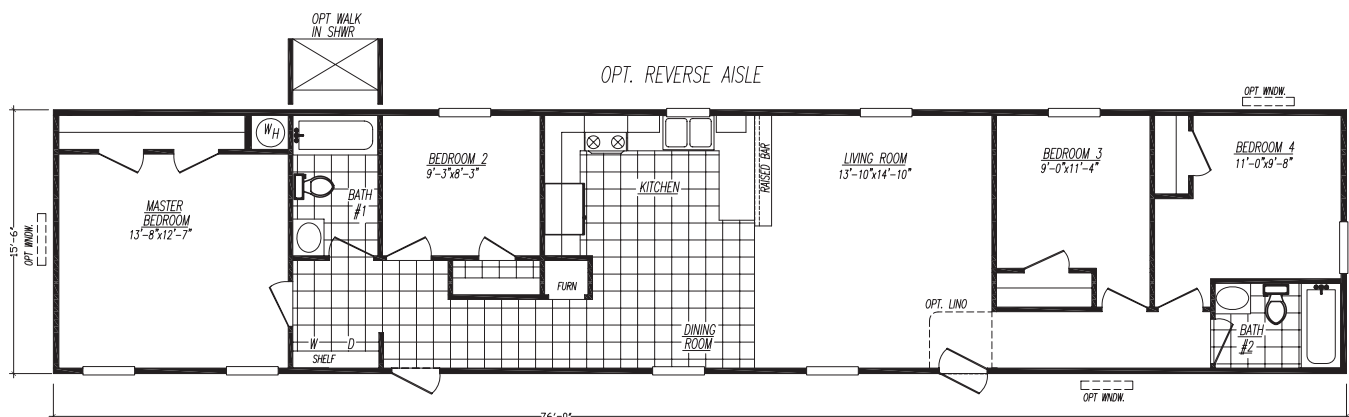 OPT WALK
IN SHWR
OPT. REVERSE AISLE
OPT WNDW.
WH
BEDROOM 2
9'-3"x8'-3"
BATH
#1
KITCHEN
RAISED BAR
LIVING ROOM
13'-10"x14'-10"
BEDROOM 3
9'-0"x11'-4"
BEDROOM 4
11'-0"x9'-8"
MASTER
BEDROOM
13'-8"x12'-7"
15'-6"
OPT WNDW.
FURN
OPT. LINO
DINING
ROOM
W D
SHELF
BATH
#2
OPT WNDW.